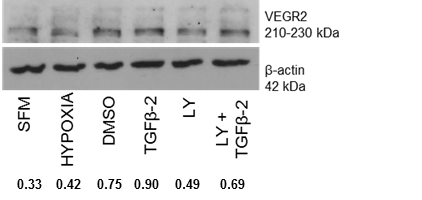 VEGR2
210-230 kDa
β-actin
42 kDa
SFM
HYPOXIA
DMSO
TGFβ-2
LY
LY +
TGFβ-2
0.33 0.42 0.75 0.90 0.49 0.69